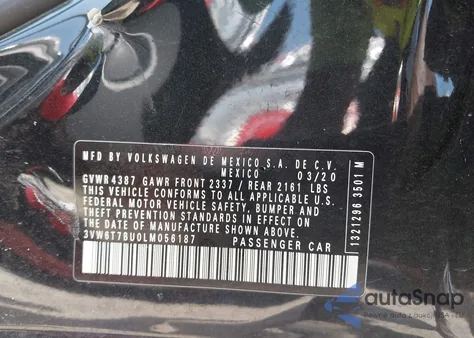 MFD BY VOLKSWAGEN DE MEXICO S.A. DE C.V.
MEXICO 03/20
GVWR 4387 GAWR FRONT 2337 / REAR 2161 LBS
THIS VEHICLE CONFORMS TO ALL APPLICABLE U.S.
FEDERAL MOTOR VEHICLE SAFETY, BUMPER AND
THEFT PREVENTION STANDARDS IN EFFECT ON
THE DATE OF MANUFACTURE SHOWN ABOVE.
3VW6T7BU0LM056187 PASSENGER CAR
1321296 3501 M
autoSnap